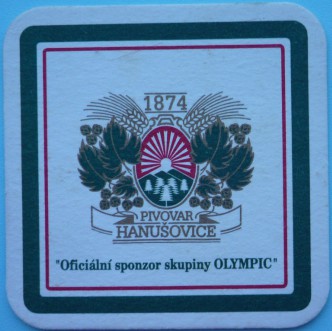 1874
PIVOVAR
HANUŠOVICE
"Oficiální sponzor skupiny OLYMPIC"